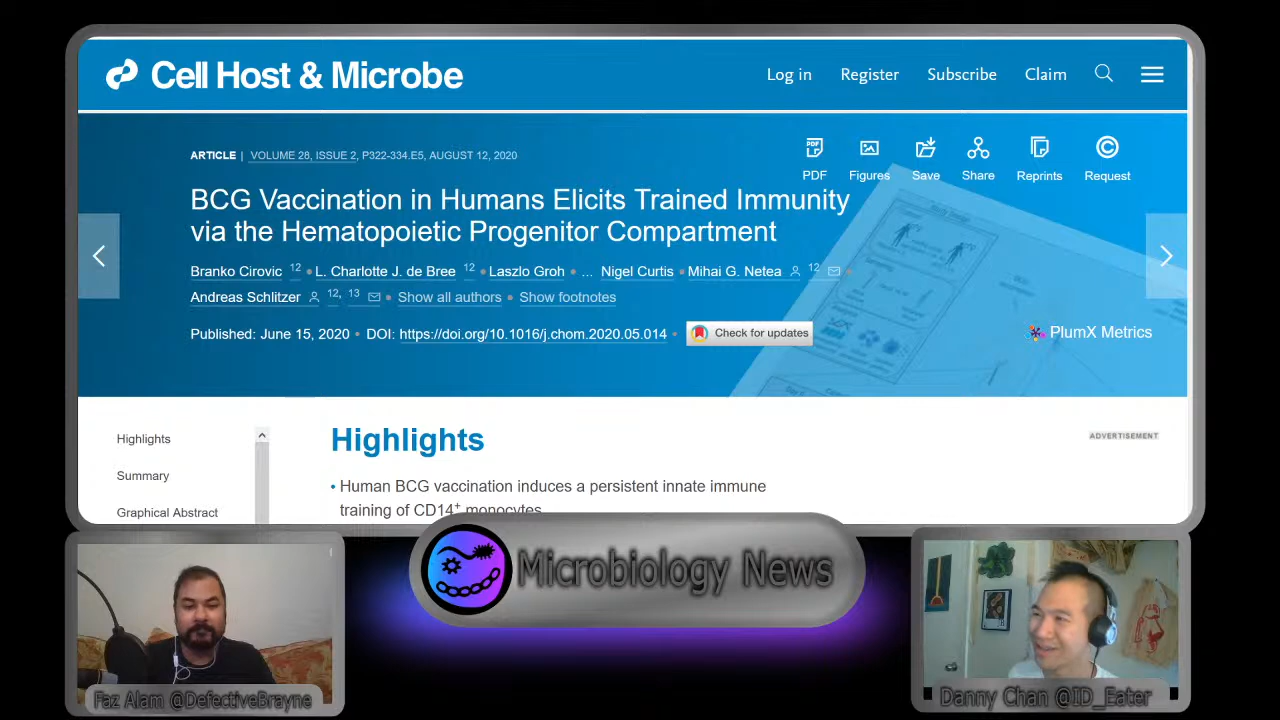 Cell Host & Microbe
Log in Register Subscribe Claim
ARTICLE | VOLUME 28, ISSUE 2, P322-334.E5, AUGUST 12, 2020
PDF Figures Save Share Reprints Request
BCG Vaccination in Humans Elicits Trained Immunity
via the Hematopoietic Progenitor Compartment
Branko Cirovic 12 • L. Charlotte J. de Bree 12 • Laszlo Groh • ... Nigel Curtis • Mihai G. Netea 12 •
Andreas Schlitzer 12, 13 • Show all authors • Show footnotes
Published: June 15, 2020 • DOI: https://doi.org/10.1016/j.chom.2020.05.014 • Check for updates
PlumX Metrics
Highlights
Summary
Graphical Abstract
Highlights
• Human BCG vaccination induces a persistent innate immune
training of CD14+ monocytes
ADVERTISEMENT
Microbiology News
Faz Alam @DefectiveBrayne
Danny Chan @ID_Eater